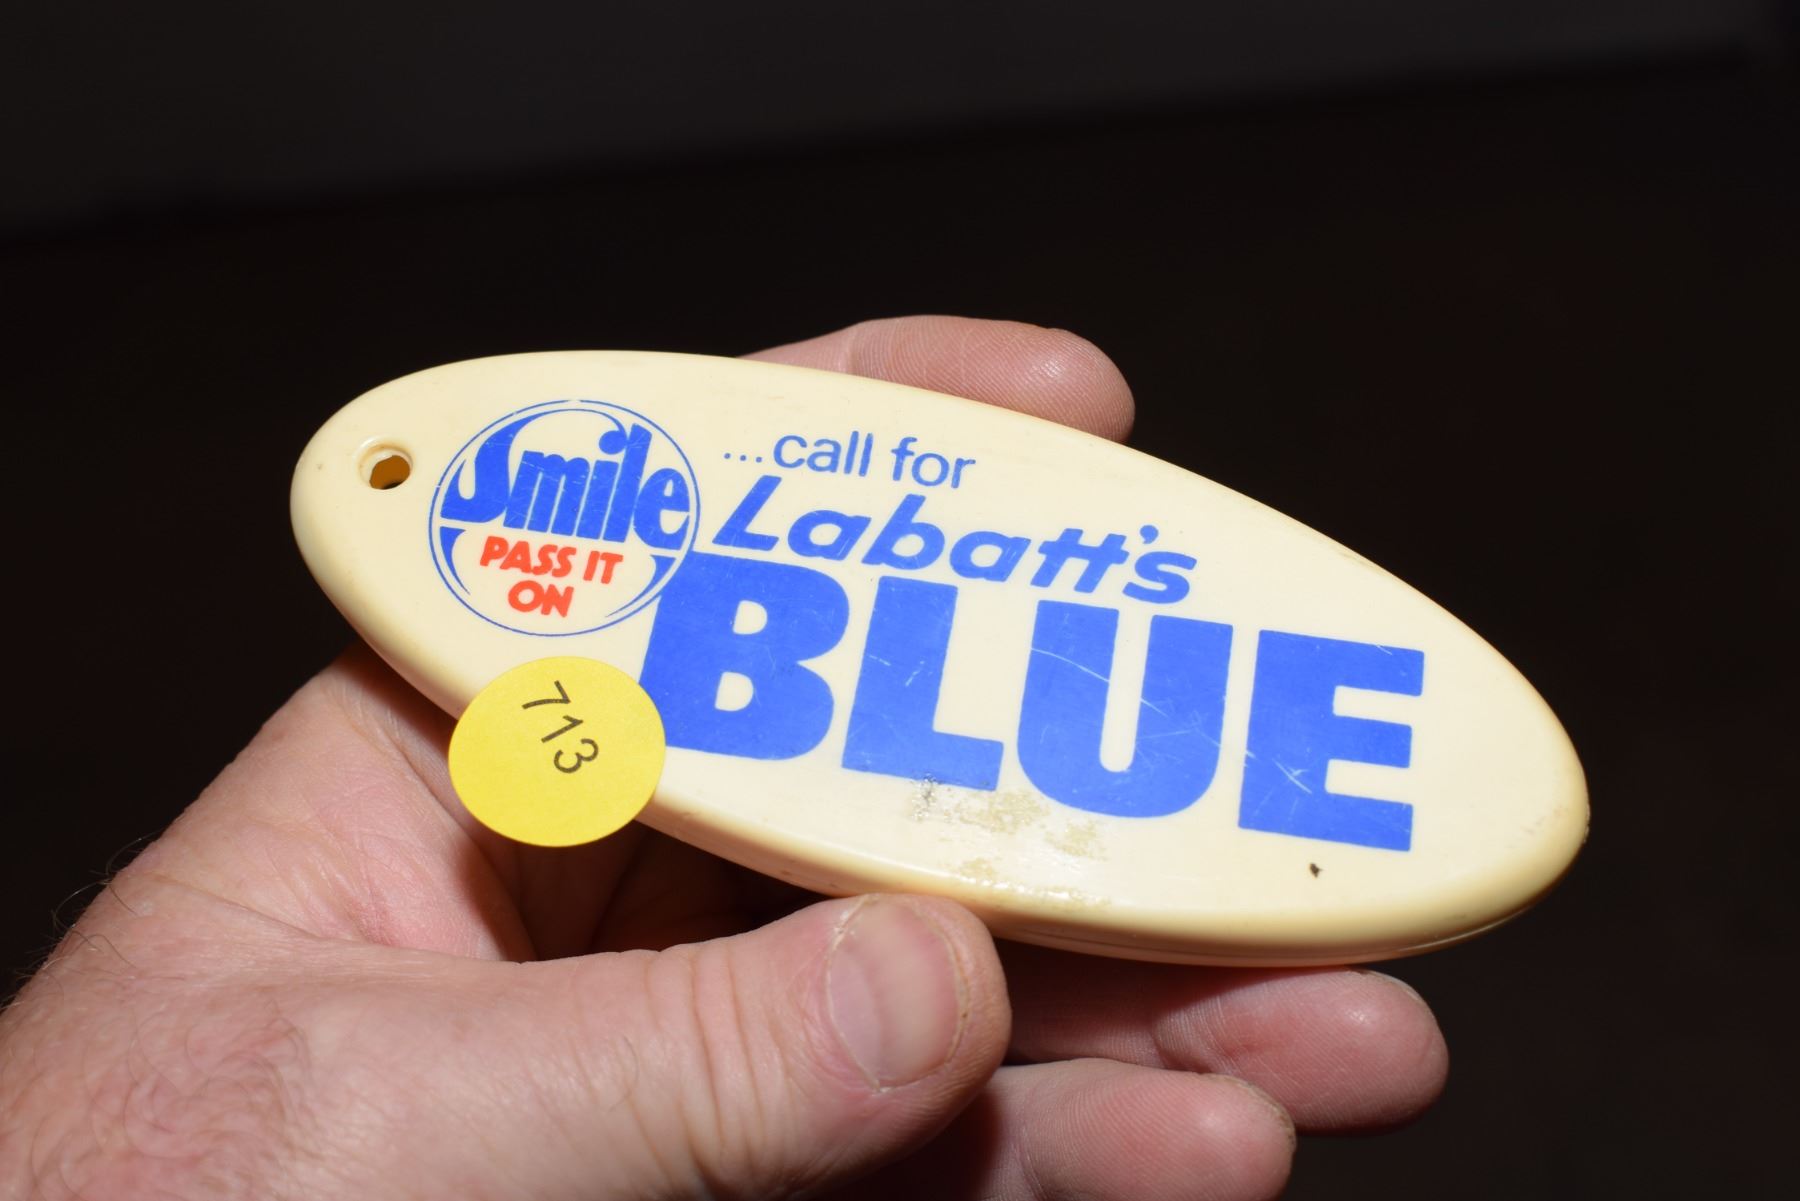 Smile
PASS IT
ON
...call for
Labatt's
BLUE
713